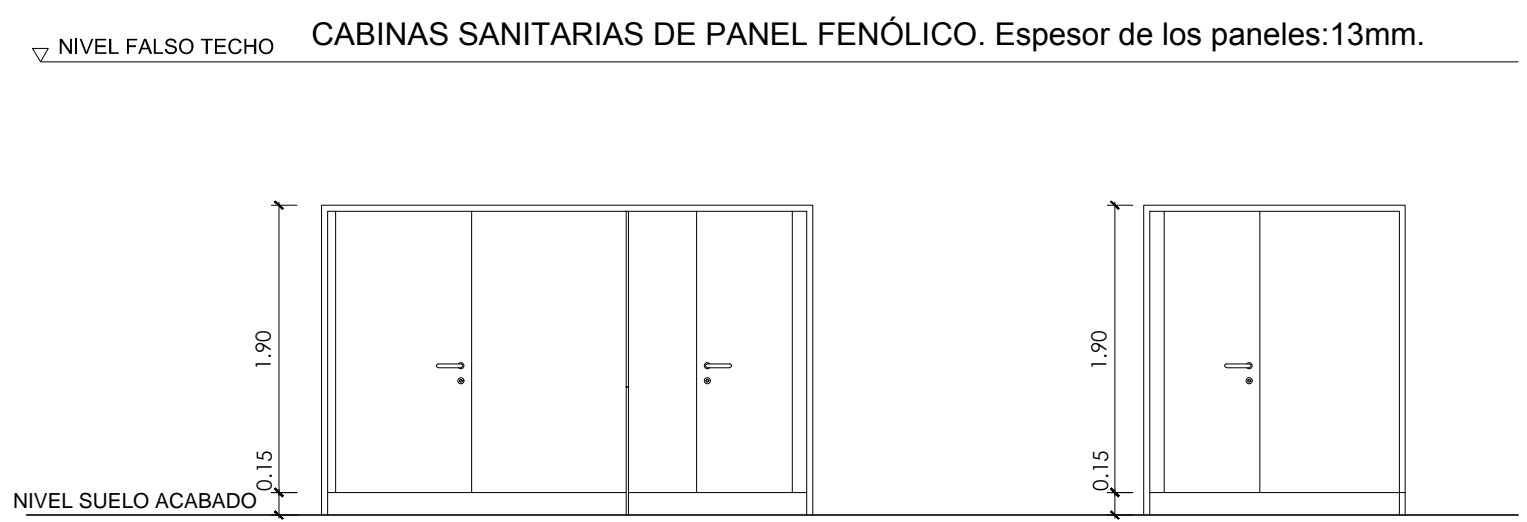 NIVEL FALSO TECHO
CABINAS SANITARIAS DE PANEL FENÓLICO. Espesor de los paneles:13mm.
1.90
1.90
0.15
0.15
NIVEL SUELO ACABADO